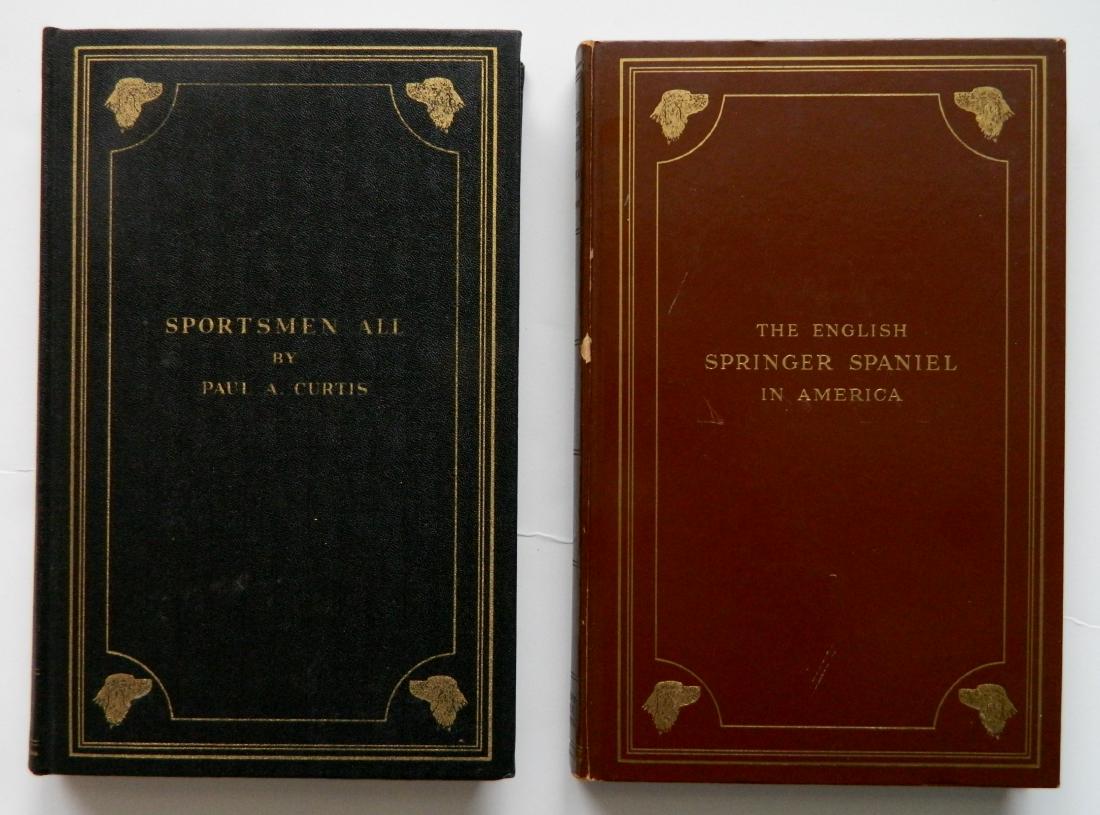 SPORTSMEN ALL
BY
PAUL A. CURTIS
THE ENGLISH
SPRINGER SPANIEL
IN AMERICA